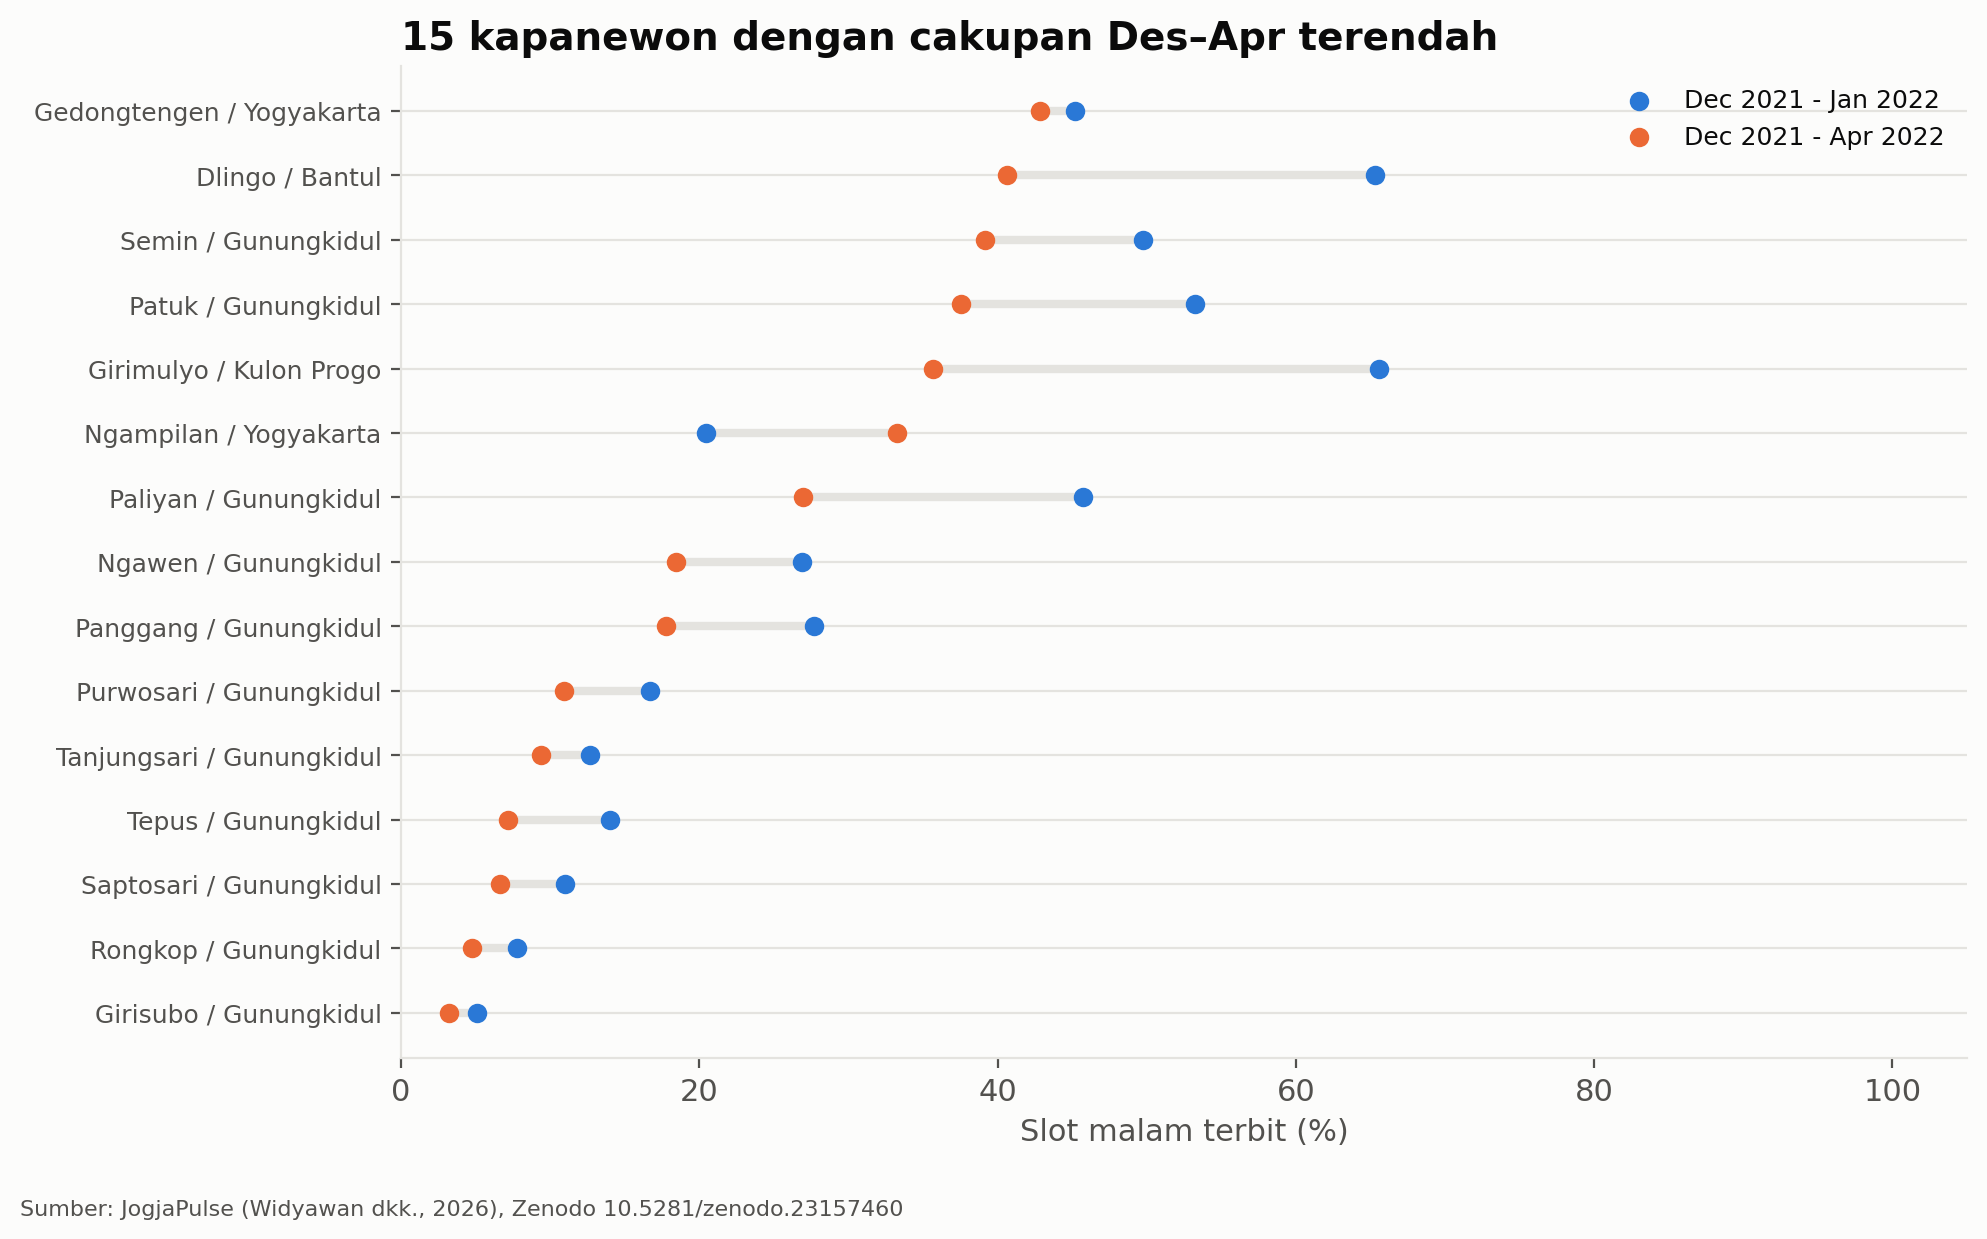 15 kapanewon dengan cakupan Des–Apr terendah
Dec 2021 - Jan 2022
Dec 2021 - Apr 2022
Gedongtengen / Yogyakarta
Dlingo / Bantul
Semin / Gunungkidul
Patuk / Gunungkidul
Girimulyo / Kulon Progo
Ngampilan / Yogyakarta
Paliyan / Gunungkidul
Ngawen / Gunungkidul
Panggang / Gunungkidul
Purwosari / Gunungkidul
Tanjungsari / Gunungkidul
Tepus / Gunungkidul
Saptosari / Gunungkidul
Rongkop / Gunungkidul
Girisubo / Gunungkidul
0 20 40 60 80 100
Slot malam terbit (%)
Sumber: JogjaPulse (Widyawan dkk., 2026), Zenodo 10.5281/zenodo.23157460